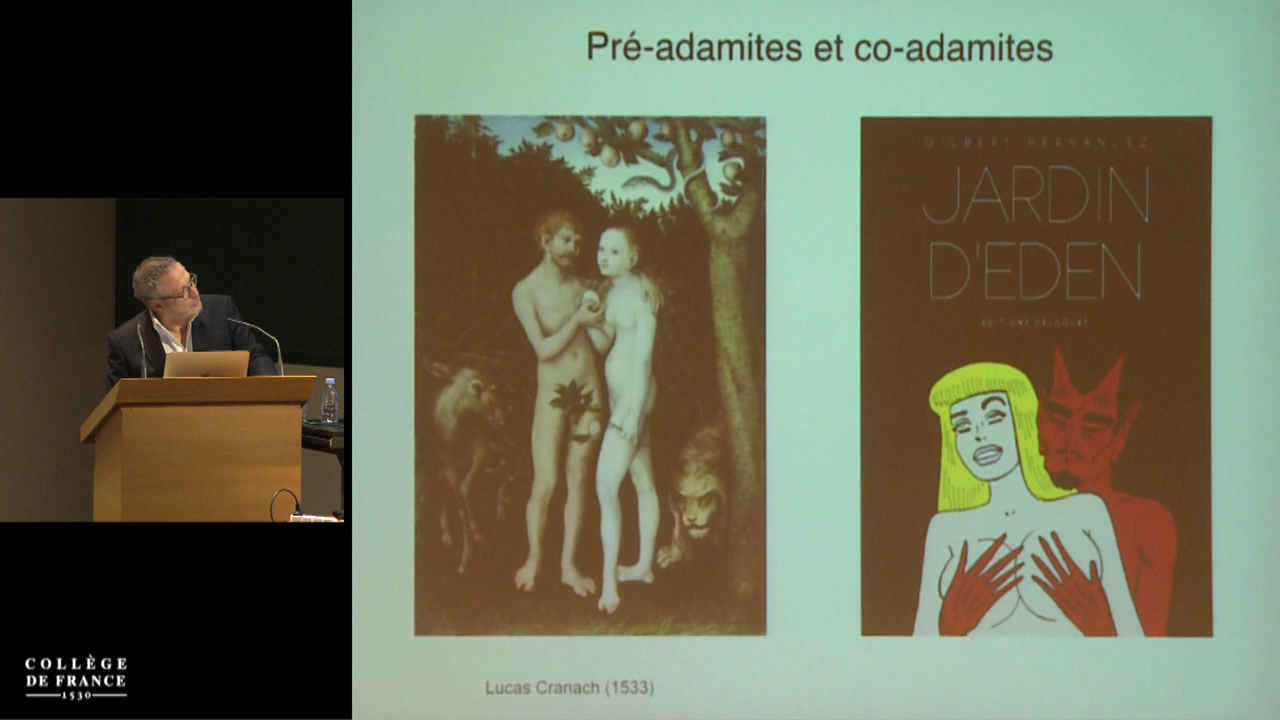 Pré-adamites et co-adamites
GILBERT HERNANDEZ
JARDIN
D'EDEN
EDITIONS DELCOURT
Lucas Cranach (1533)
COLLÈGE
DE FRANCE
1530